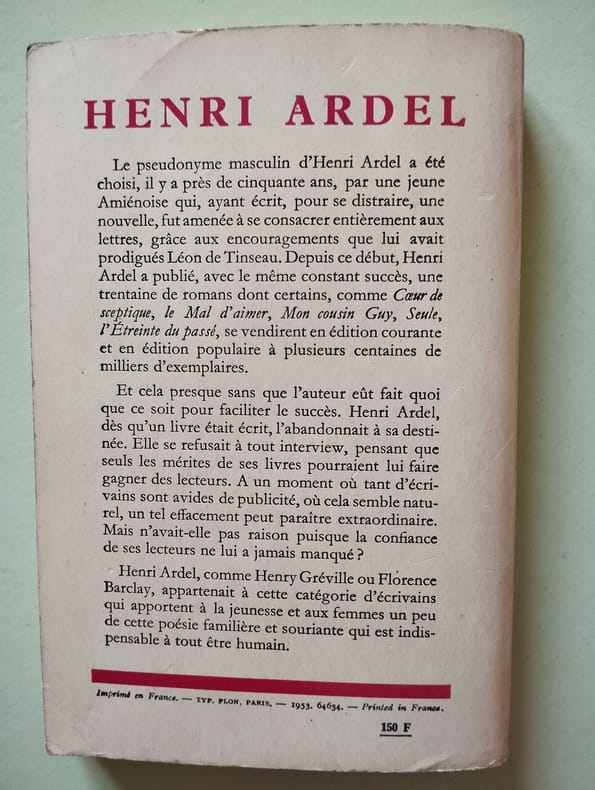 HENRI ARDEL
Le pseudonyme masculin d'Henri Ardel a été
choisi, il y a près de cinquante ans, par une jeune
Amiénoise qui, ayant écrit, pour se distraire, une
nouvelle, fut amenée à se consacrer entièrement aux
lettres, grâce aux encouragements que lui avait
prodigués Léon de Tinseau. Depuis ce début, Henri
Ardel a publié, avec le même constant succès, une
trentaine de romans dont certains, comme Cœur de
sceptique, le Mal d'aimer, Mon cousin Guy, Seule,
l'Étreinte du passé, se vendirent en édition courante
et en édition populaire à plusieurs centaines de
milliers d'exemplaires.
Et cela presque sans que l'auteur eût fait quoi
que ce soit pour faciliter le succès. Henri Ardel,
dès qu'un livre était écrit, l'abandonnait à sa desti-
née. Elle se refusait à tout interview, pensant que
seuls les mérites de ses livres pourraient lui faire
gagner des lecteurs. A un moment où tant d'écri-
vains sont avides de publicité, où cela semble natu-
rel, un tel effacement peut paraître extraordinaire.
Mais n'avait-elle pas raison puisque la confiance
de ses lecteurs ne lui a jamais manqué ?
Henri Ardel, comme Henry Gréville ou Florence
Barclay, appartenait à cette catégorie d'écrivains
qui apportent à la jeunesse et aux femmes un peu
de cette poésie familière et souriante qui est indis-
pensable à tout être humain.
Imprimé en France. — TYP. PLON, PARIS. — 1953. 64634. — Printed in France.
150 F